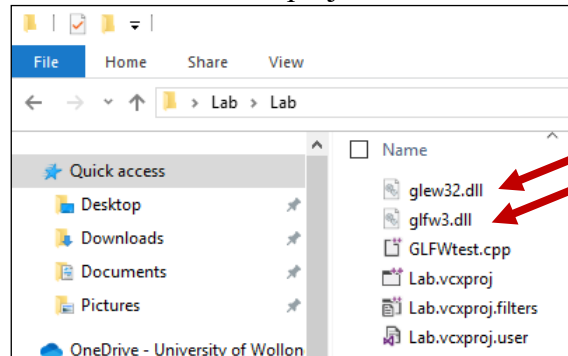 File Home Share View
Lab > Lab
Name
Quick access
Desktop
Downloads
Documents
Pictures
OneDrive - University of Wollon
glew32.dll
glfw3.dll
GLFWtest.cpp
Lab.vcxproj
Lab.vcxproj.filters
Lab.vcxproj.user